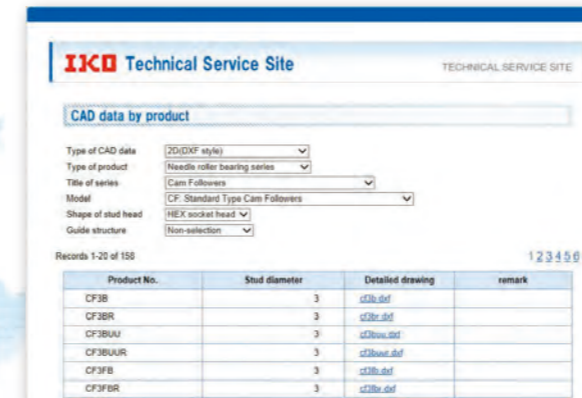 IKO Technical Service Site
TECHNICAL SERVICE SITE
CAD data by product
Type of CAD data 2D(DXF style)
Type of product Needle roller bearing series
Title of series Cam Followers
Model CF: Standard Type Cam Followers
Shape of stud head HEX socket head
Guide structure Non-selection
Records 1-20 of 158 1 2 3 4 5 6
Product No. Stud diameter Detailed drawing remark
CF3B 3 cf3b.dxf
CF3BR 3 cf3br.dxf
CF3BUU 3 cf3buu.dxf
CF3BUUR 3 cf3buur.dxf
CF3FB 3 cf3fb.dxf
CF3FBR 3 cf3fbr.dxf